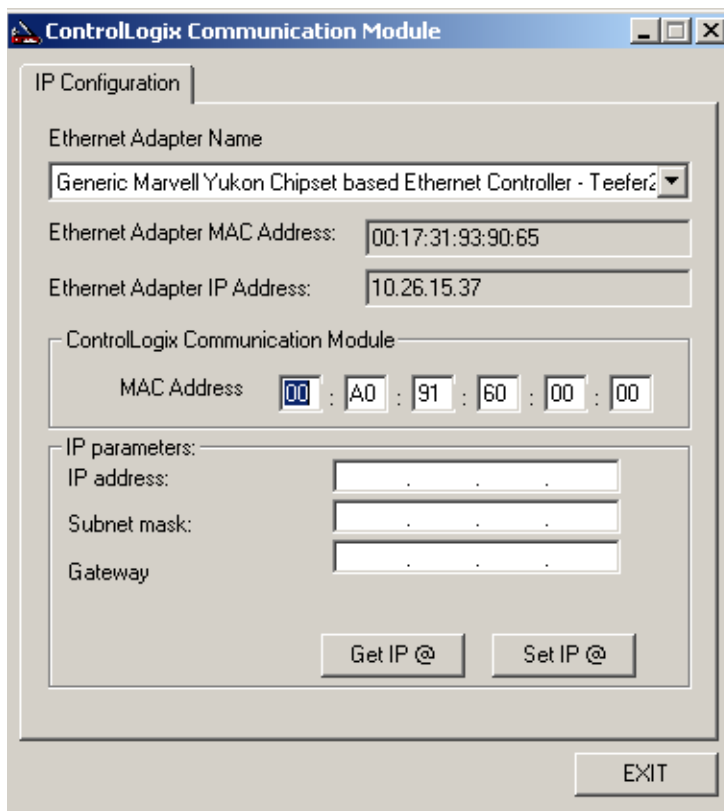 ControlLogix Communication Module
IP Configuration
Ethernet Adapter Name
Generic Marvell Yukon Chipset based Ethernet Controller - Teefer2
Ethernet Adapter MAC Address: 00:17:31:93:90:65
Ethernet Adapter IP Address: 10.26.15.37
ControlLogix Communication Module
MAC Address 00 : A0 : 91 : 60 : 00 : 00
IP parameters:
IP address: . . .
Subnet mask: . . .
Gateway . . .
Get IP @ Set IP @
EXIT